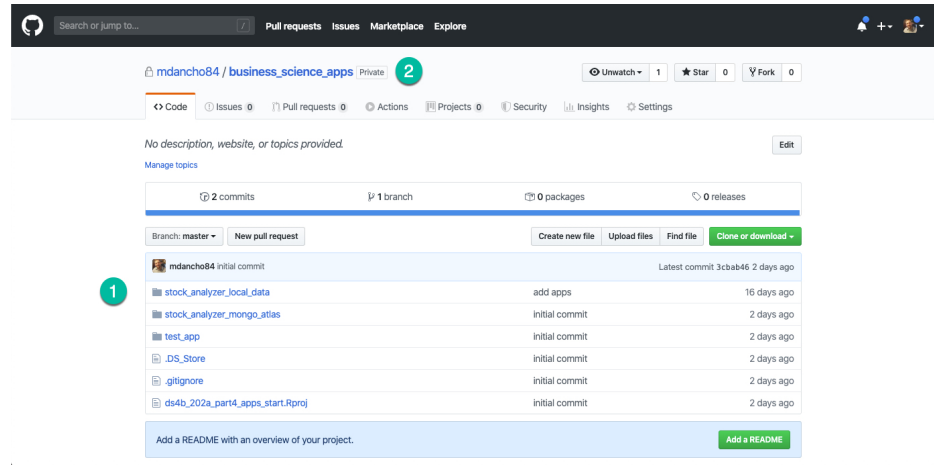 Search or jump to... / Pull requests Issues Marketplace Explore
mdancho84 / business_science_apps Private 2 Unwatch 1 Star 0 Fork 0
Code Issues 0 Pull requests 0 Actions Projects 0 Security Insights Settings
No description, website, or topics provided. Edit
Manage topics
2 commits 1 branch 0 packages 0 releases
Branch: master New pull request Create new file Upload files Find file Clone or download
mdancho84 initial commit Latest commit 3cbab46 2 days ago
1 stock_analyzer_local_data add apps 16 days ago
stock_analyzer_mongo_atlas initial commit 2 days ago
test_app initial commit 2 days ago
.DS_Store initial commit 2 days ago
.gitignore initial commit 2 days ago
ds4b_202a_part4_apps_start.Rproj initial commit 2 days ago
Add a README with an overview of your project. Add a README